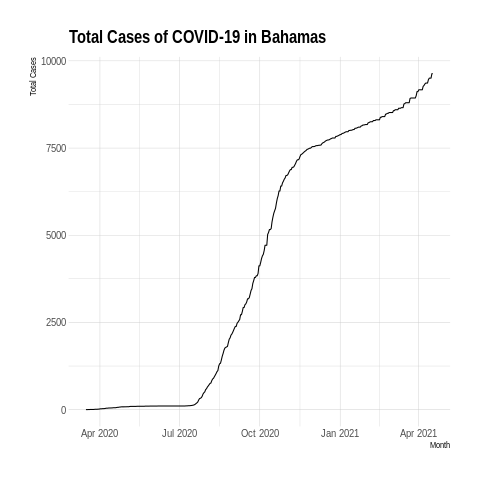 Total Cases of COVID-19 in Bahamas
Total Cases
10000
7500
5000
2500
0
Apr 2020 Jul 2020 Oct 2020 Jan 2021 Apr 2021
Month